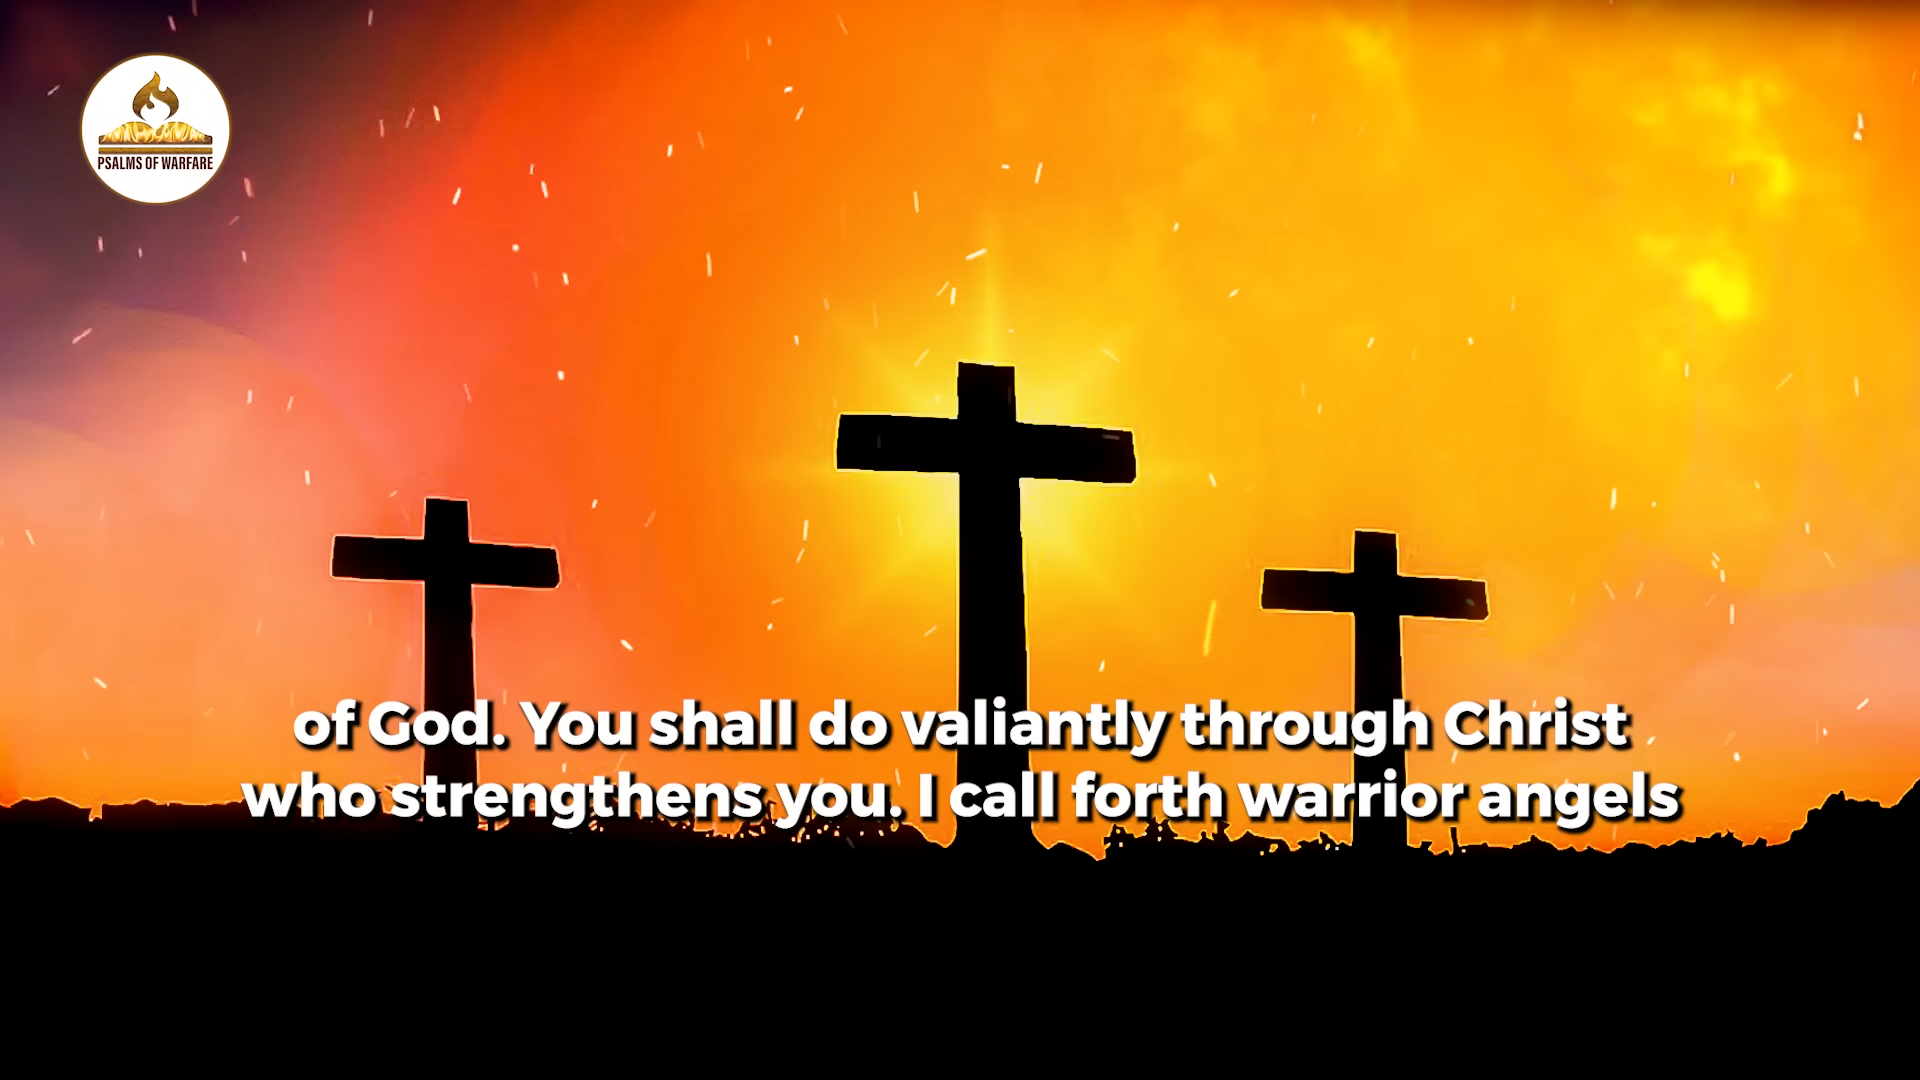 PSALMS OF WARFARE
of God. You shall do valiantly through Christ
who strengthens you. I call forth warrior angels